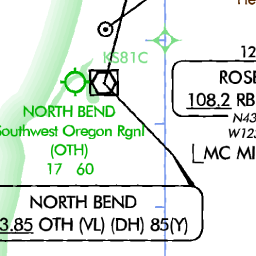 KS81C
12
ROSE
108.2 RB
N43
W12
MC MI
NORTH BEND
Southwest Oregon Rgnl
(OTH)
17 60
NORTH BEND
3.85 OTH (VL) (DH) 85(Y)